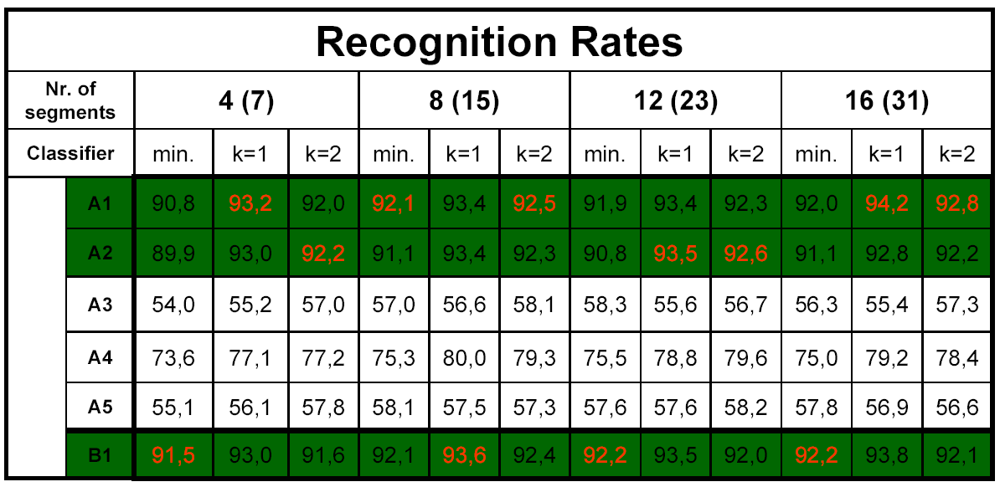 Recognition Rates
Nr. of segments 4 (7) 8 (15) 12 (23) 16 (31)
Classifier min. k=1 k=2 min. k=1 k=2 min. k=1 k=2 min. k=1 k=2
A1 90,8 93,2 92,0 92,1 93,4 92,5 91,9 93,4 92,3 92,0 94,2 92,8
A2 89,9 93,0 92,2 91,1 93,4 92,3 90,8 93,5 92,6 91,1 92,8 92,2
A3 54,0 55,2 57,0 57,0 56,6 58,1 58,3 55,6 56,7 56,3 55,4 57,3
A4 73,6 77,1 77,2 75,3 80,0 79,3 75,5 78,8 79,6 75,0 79,2 78,4
A5 55,1 56,1 57,8 58,1 57,5 57,3 57,6 57,6 58,2 57,8 56,9 56,6
B1 91,5 93,0 91,6 92,1 93,6 92,4 92,2 93,5 92,0 92,2 93,8 92,1